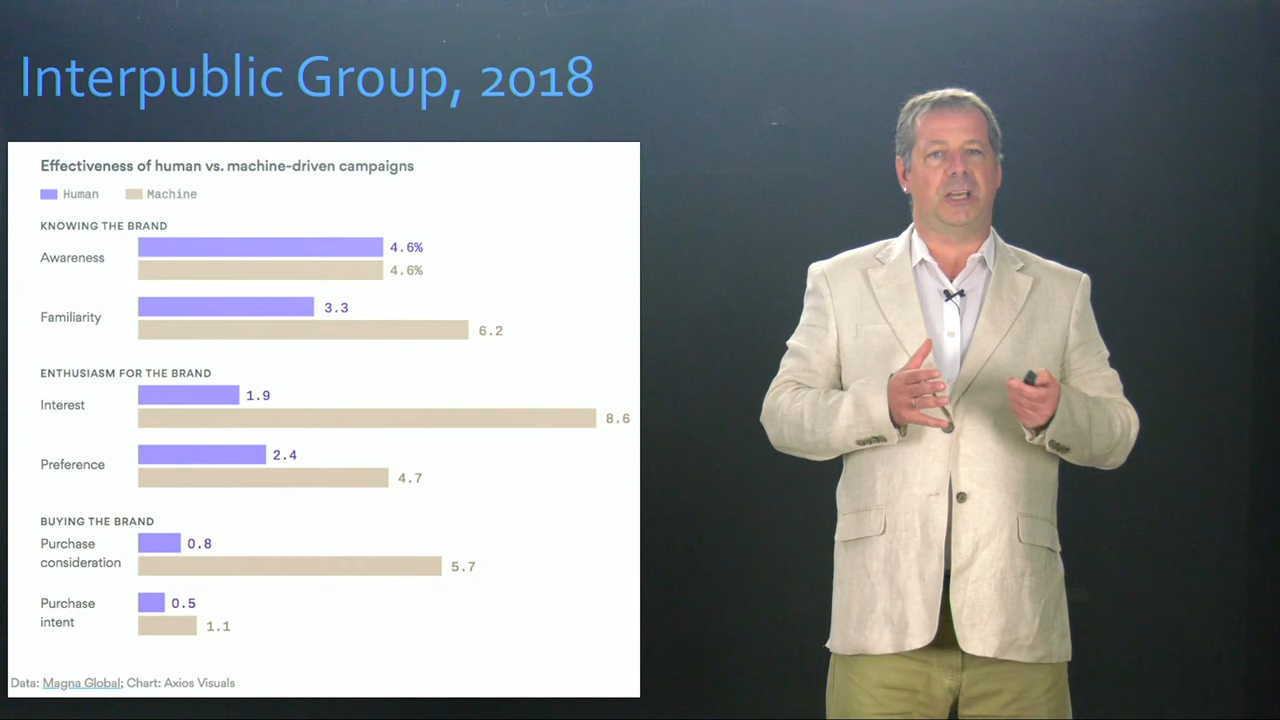 Interpublic Group, 2018
Effectiveness of human vs. machine-driven campaigns
Human Machine
KNOWING THE BRAND
Awareness
4.6%
4.6%
Familiarity
3.3
6.2
ENTHUSIASM FOR THE BRAND
Interest
1.9
8.6
Preference
2.4
4.7
BUYING THE BRAND
Purchase
consideration
0.8
5.7
Purchase
intent
0.5
1.1
Data: Magna Global; Chart: Axios Visuals